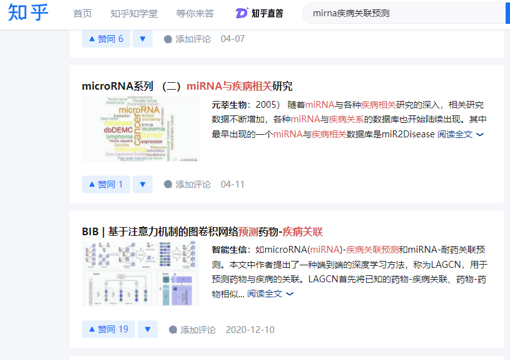 知乎
首页 知乎知学堂 等你来答 知乎直答 mirna疾病关联预测
赞同 6 添加评论 04-07
microRNA系列 （二）miRNA与疾病相关研究
元莘生物：2005） 随着miRNA与各种疾病相关研究的深入，相关研究
数据不断增加，各种miRNA与疾病关系的数据库也开始陆续出现。其中
最早出现的一个miRNA与疾病相关数据库是miR2Disease 阅读全文
microRNA
cancer
dbDEMC
leukemia
lymphoma
expression
赞同 1 添加评论 04-11
BIB | 基于注意力机制的图卷积网络预测药物-疾病关联
智能生信：如microRNA(miRNA)-疾病关联预测和miRNA-耐药关联预
测。本文中作者提出了一种端到端的深度学习方法，称为LAGCN，用于
预测药物与疾病的关联。LAGCN首先将已知的药物-疾病关联、药物-药
物相似... 阅读全文
赞同 19 添加评论 2020-12-10